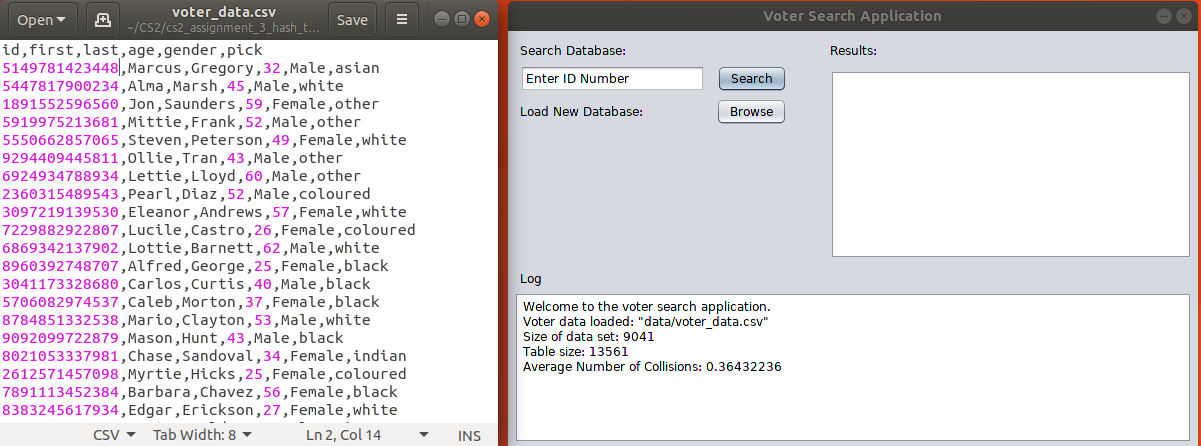 Open
voter_data.csv
~/CS2/cs2_assignment_3_hash_t...
Save
id,first,last,age,gender,pick
5149781423448,Marcus,Gregory,32,Male,asian
5447817900234,Alma,Marsh,45,Male,white
1891552596560,Jon,Saunders,59,Female,other
5919975213681,Mittie,Frank,52,Male,other
5550662857065,Steven,Peterson,49,Female,white
9294409445811,Ollie,Tran,43,Male,other
6924934788934,Lettie,Lloyd,60,Male,other
2360315489543,Pearl,Diaz,52,Male,coloured
3097219139530,Eleanor,Andrews,57,Female,white
7229882922807,Lucile,Castro,26,Female,coloured
6869342137902,Lottie,Barnett,62,Male,white
8960392748707,Alfred,George,25,Female,black
3041173328680,Carlos,Curtis,40,Male,black
5706082974537,Caleb,Morton,37,Female,black
8784851332538,Mario,Clayton,53,Male,white
9092099722879,Mason,Hunt,43,Male,black
8021053337981,Chase,Sandoval,34,Female,indian
2612571457098,Myrtie,Hicks,25,Female,coloured
7891113452384,Barbara,Chavez,56,Female,black
8383245617934,Edgar,Erickson,27,Female,white
CSV
Tab Width: 8
Ln 2, Col 14
INS
Voter Search Application
Search Database:
Enter ID Number
Search
Load New Database:
Browse
Results:
Log
Welcome to the voter search application.
Voter data loaded: "data/voter_data.csv"
Size of data set: 9041
Table size: 13561
Average Number of Collisions: 0.36432236